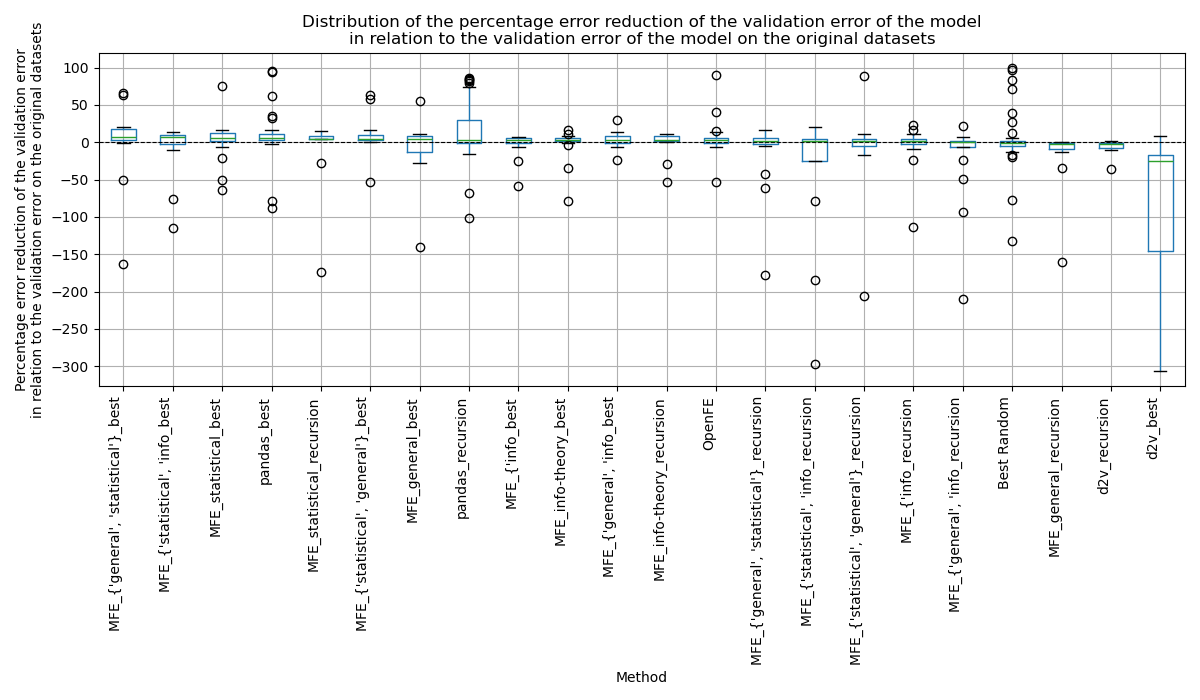 Distribution of the percentage error reduction of the validation error of the model
in relation to the validation error of the model on the original datasets
Percentage error reduction of the validation error
in relation to the validation error on the original datasets
100
50
0
−50
−100
−150
−200
−250
−300
MFE_{'general', 'statistical'}_best
MFE_{'statistical', 'info_best
MFE_statistical_best
pandas_best
MFE_statistical_recursion
MFE_{'statistical', 'general'}_best
MFE_general_best
pandas_recursion
MFE_{'info_best
MFE_info-theory_best
MFE_{'general', 'info_best
MFE_info-theory_recursion
OpenFE
MFE_{'general', 'statistical'}_recursion
MFE_{'statistical', 'info_recursion
MFE_{'statistical', 'general'}_recursion
MFE_{'info_recursion
MFE_{'general', 'info_recursion
Best Random
MFE_general_recursion
d2v_recursion
d2v_best
Method